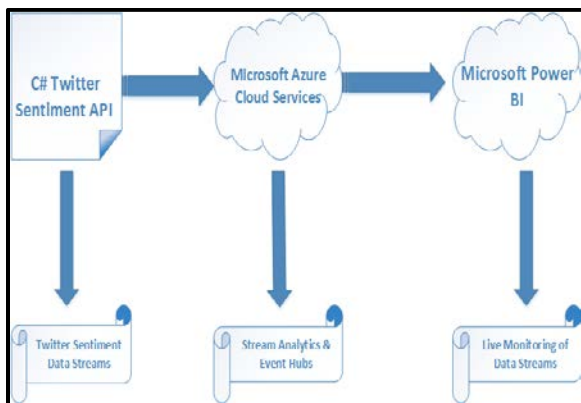 C# Twitter
Sentiment API
Microsoft Azure
Cloud Services
Microsoft Power
BI
Twitter Sentiment
Data Streams
Stream Analytics &
Event Hubs
Live Monitoring of
Data Streams